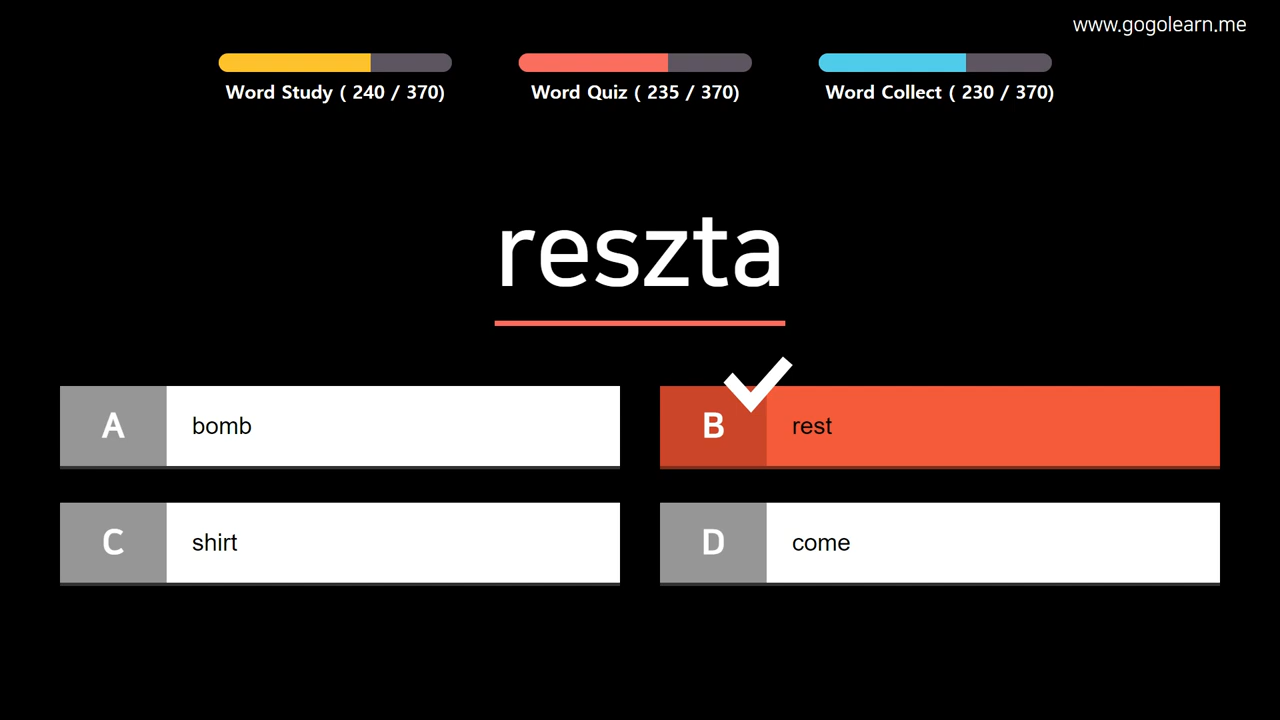 www.gogolearn.me
Word Study ( 240 / 370)
Word Quiz ( 235 / 370)
Word Collect ( 230 / 370)
reszta
A bomb
B rest
C shirt
D come